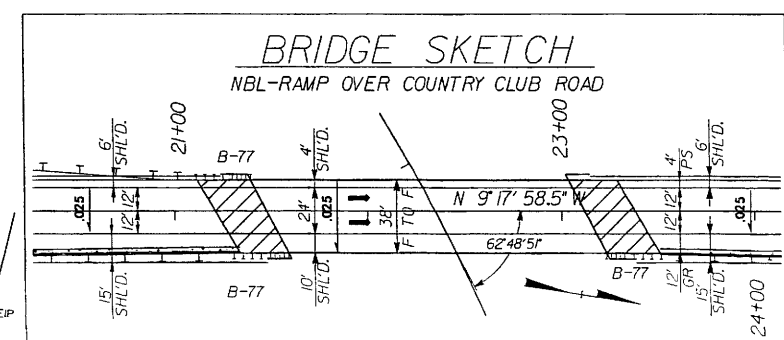 BRIDGE SKETCH
NBL-RAMP OVER COUNTRY CLUB ROAD
6'
SHL'D.
21+00
B-77
4'
SHL'D.
23+00
4'
PS
6'
SHL'D.
.025
12' 12'
24'
.025
38'
F TO F
N 9° 17' 58.5" W
62°48'51"
12' 12'
.025
15'
SHL'D.
B-77
10'
SHL'D.
B-77
12'
GR
15'
SHL'D.
24+00
EIP